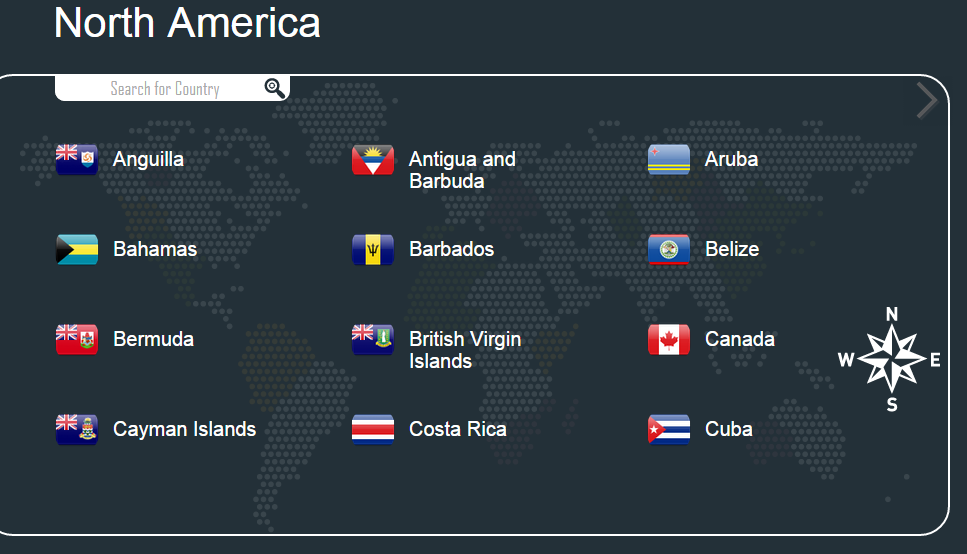 North America
Search for Country
Anguilla
Antigua and
Barbuda
Aruba
Bahamas
Barbados
Belize
Bermuda
British Virgin
Islands
Canada
N
W E
S
Cayman Islands
Costa Rica
Cuba